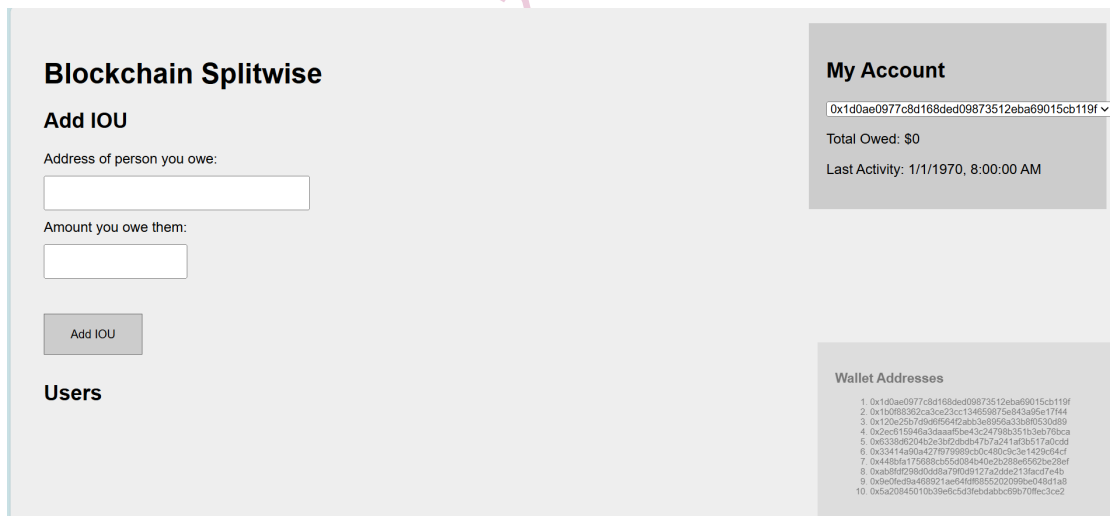 Blockchain Splitwise
Add IOU
Address of person you owe:
Amount you owe them:
Add IOU
Users
My Account
0x1d0ae0977c8d168ded09873512eba69015cb119f
Total Owed: $0
Last Activity: 1/1/1970, 8:00:00 AM
Wallet Addresses
1. 0x1d0ae0977c8d168ded09873512eba69015cb119f
2. 0x1b0f88362ca3ce23cc134659875e843a95e17f44
3. 0x120e25b7d9d6f564f2abb3e8956a33b8f0530d89
4. 0x2ec615946a3daaaf5be43c24798b351b3eb76bca
5. 0x6338d6204b2e3bf2dbdb47b7a241af3b517a0cdd
6. 0x33414a90a427f979989cb0c480c9c3e1429c64cf
7. 0x448bfa175688cb55d084b40e2b288e6562be28ef
8. 0xab8fdf298d0dd8a79f0d9127a2dde213facd7e4b
9. 0x9e0fed9a468921ae64fdf6855202099be048d1a8
10. 0x5a20845010b39e6c5d3febdabbc69b70ffec3ce2